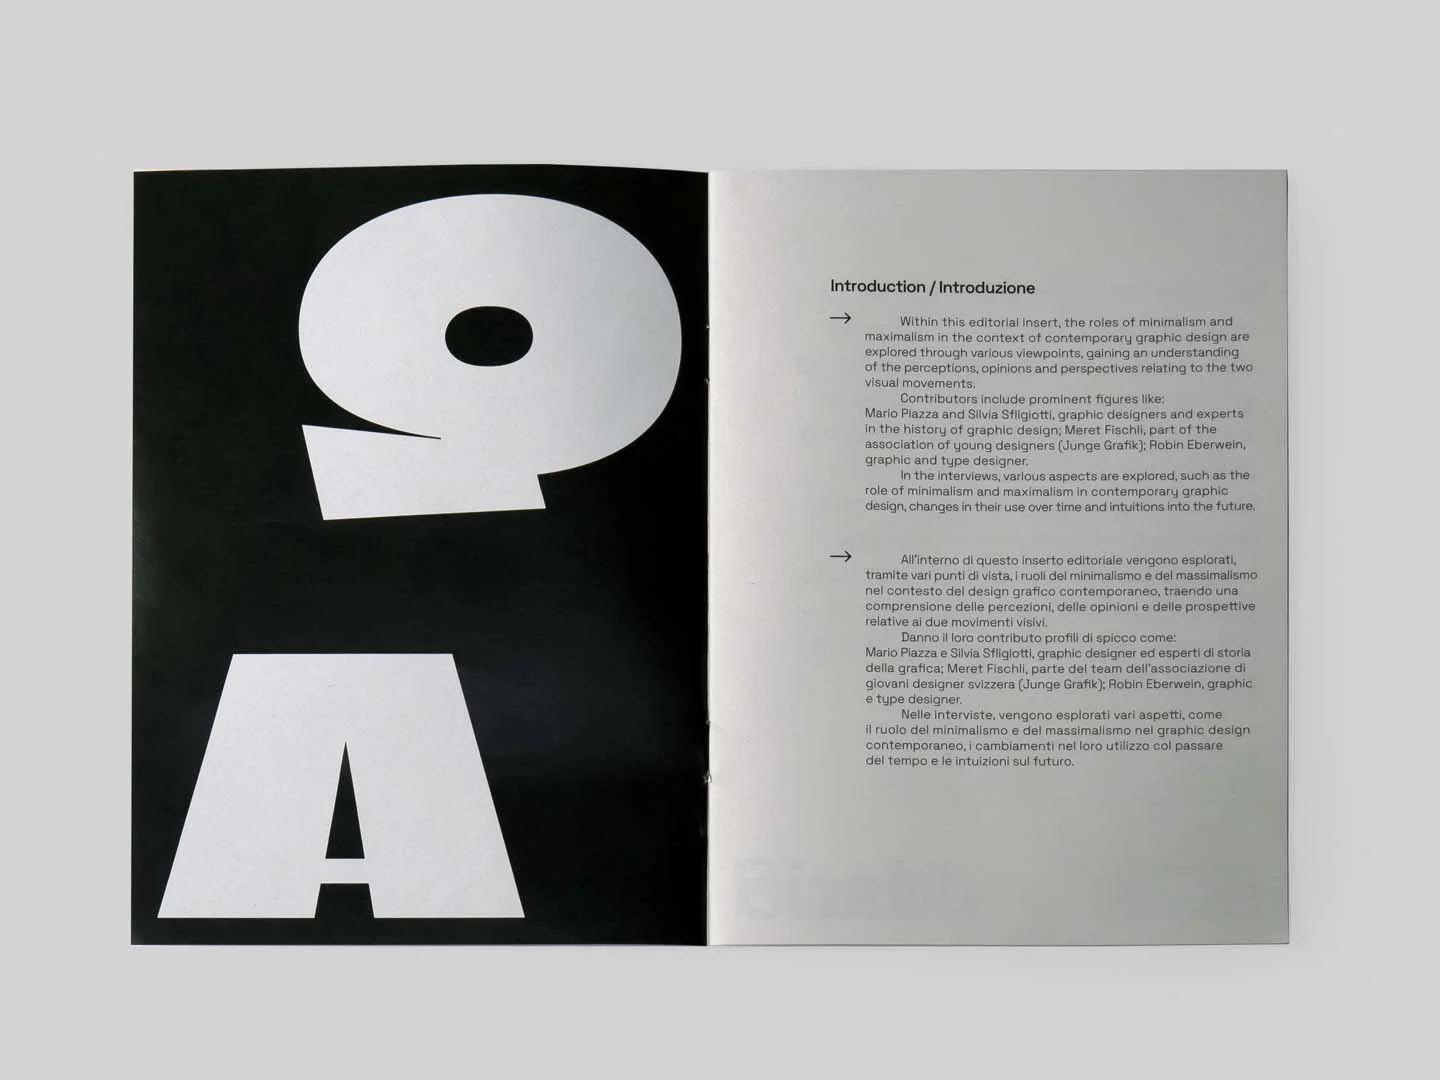 Q
A
Introduction / Introduzione
→ Within this editorial insert, the roles of minimalism and
maximalism in the context of contemporary graphic design are
explored through various viewpoints, gaining an understanding
of the perceptions, opinions and perspectives relating to the two
visual movements.
Contributors include prominent figures like:
Mario Piazza and Silvia Sfligiotti, graphic designers and experts
in the history of graphic design; Meret Fischli, part of the
association of young designers (Junge Grafik); Robin Eberwein,
graphic and type designer.
In the interviews, various aspects are explored, such as the
role of minimalism and maximalism in contemporary graphic
design, changes in their use over time and intuitions into the future.
→ All'interno di questo inserto editoriale vengono esplorati,
tramite vari punti di vista, i ruoli del minimalismo e del massimalismo
nel contesto del design grafico contemporaneo, traendo una
comprensione delle percezioni, delle opinioni e delle prospettive
relative ai due movimenti visivi.
Danno il loro contributo profili di spicco come:
Mario Piazza e Silvia Sfligiotti, graphic designer ed esperti di storia
della grafica; Meret Fischli, parte del team dell'associazione di
giovani designer svizzera (Junge Grafik); Robin Eberwein, graphic
e type designer.
Nelle interviste, vengono esplorati vari aspetti, come
il ruolo del minimalismo e del massimalismo nel graphic design
contemporaneo, i cambiamenti nel loro utilizzo col passare
del tempo e le intuizioni sul futuro.